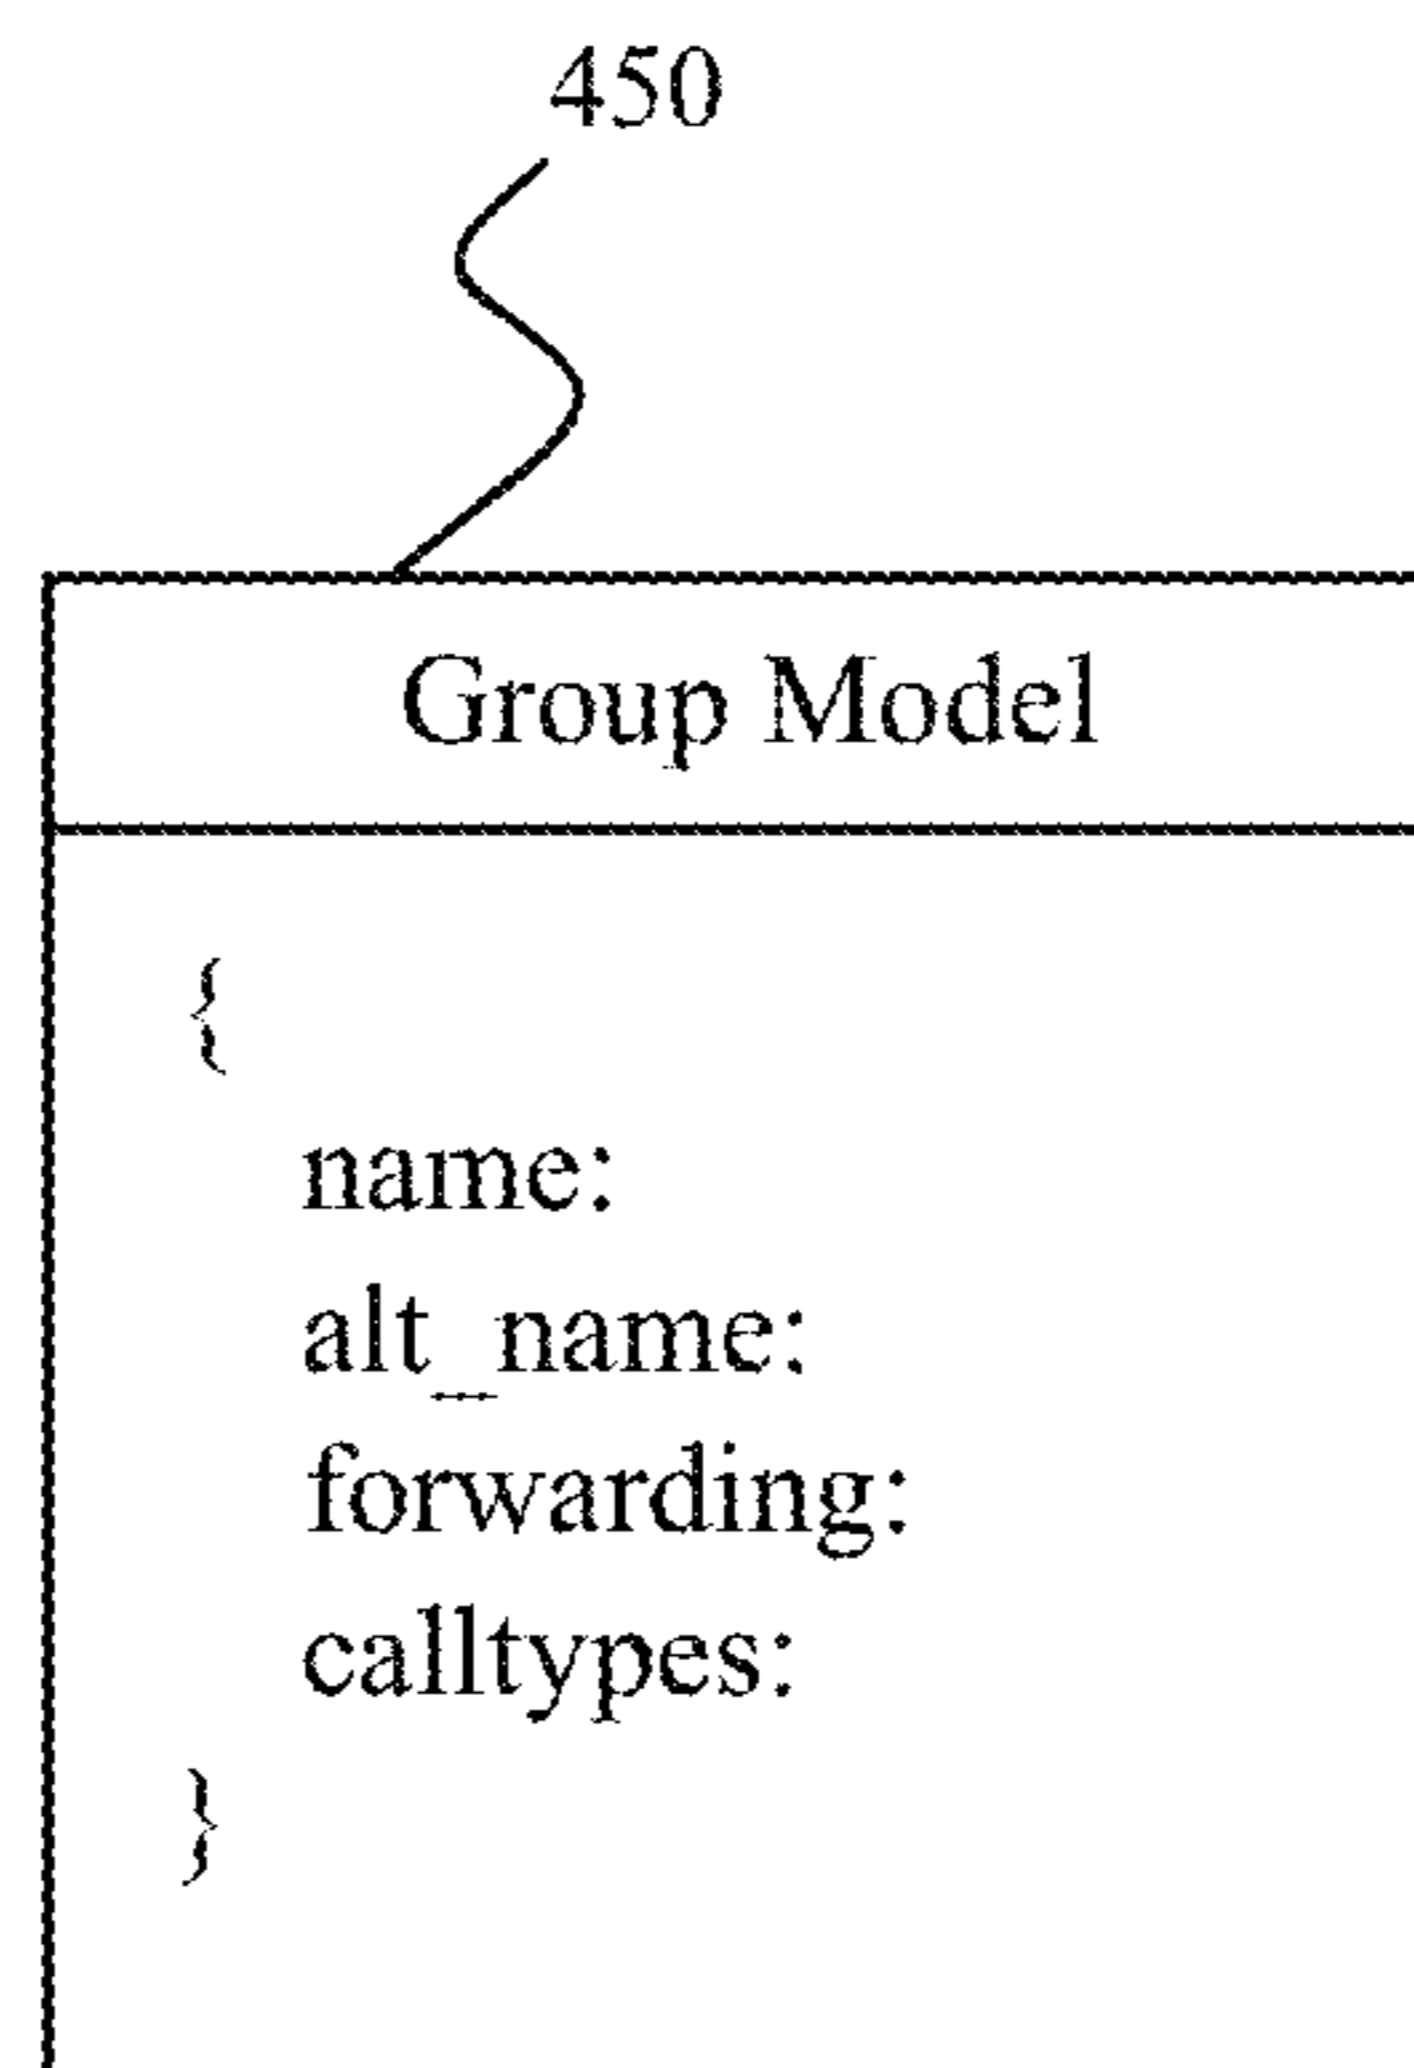 450
Group Model
{
name:
alt_name:
forwarding:
calltypes:
}